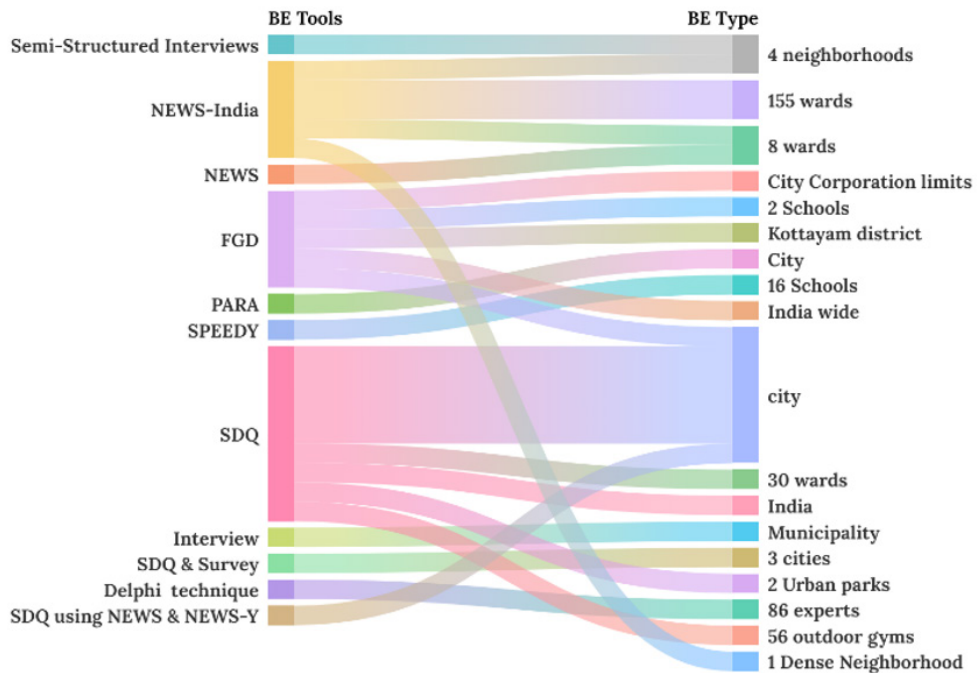 BE Tools
BE Type
Semi-Structured Interviews
NEWS-India
NEWS
FGD
PARA
SPEEDY
SDQ
Interview
SDQ & Survey
Delphi technique
SDQ using NEWS & NEWS-Y
4 neighborhoods
155 wards
8 wards
City Corporation limits
2 Schools
Kottayam district
City
16 Schools
India wide
city
30 wards
India
Municipality
3 cities
2 Urban parks
86 experts
56 outdoor gyms
1 Dense Neighborhood